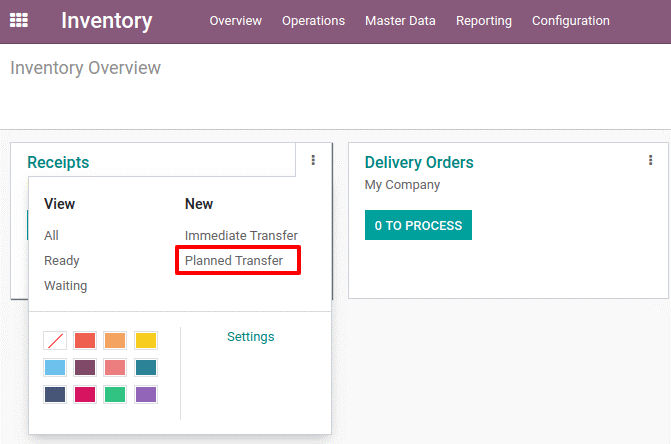 Inventory Overview Operations Master Data Reporting Configuration
Inventory Overview
Receipts
View
All
Ready
Waiting
New
Immediate Transfer
Planned Transfer
Settings
Delivery Orders
My Company
0 TO PROCESS